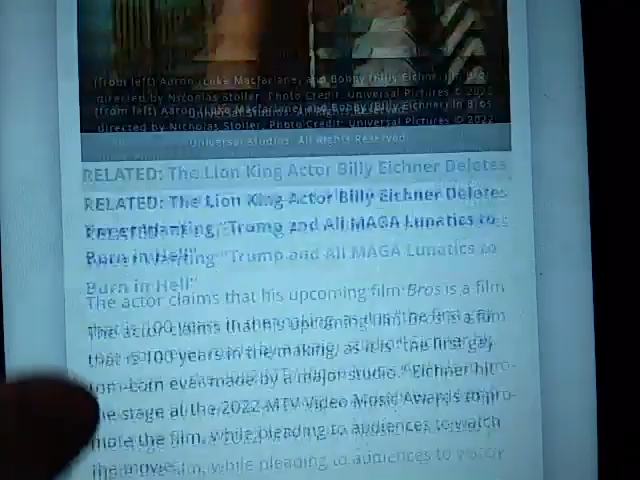 (from left) Aaron (Luke Macfarlane) and Bobby (Billy Eichner) in Bros
directed by Nicholas Stoller. Photo Credit: Universal Pictures © 2022
Universal Studios. All Rights Reserved.
RELATED: The Lion King Actor Billy Eichner Deletes
"Trump and All MAGA Lunatics to
Burn in Hell"
The actor claims that his upcoming film Bros is a film
that is 100 years in the making, as it is "the first gay
rom-com ever made by a major studio." Eichner hit
the stage at the 2022 MTV Video Music Awards to pro-
mote the film, while pleading to audiences to watch
the movie